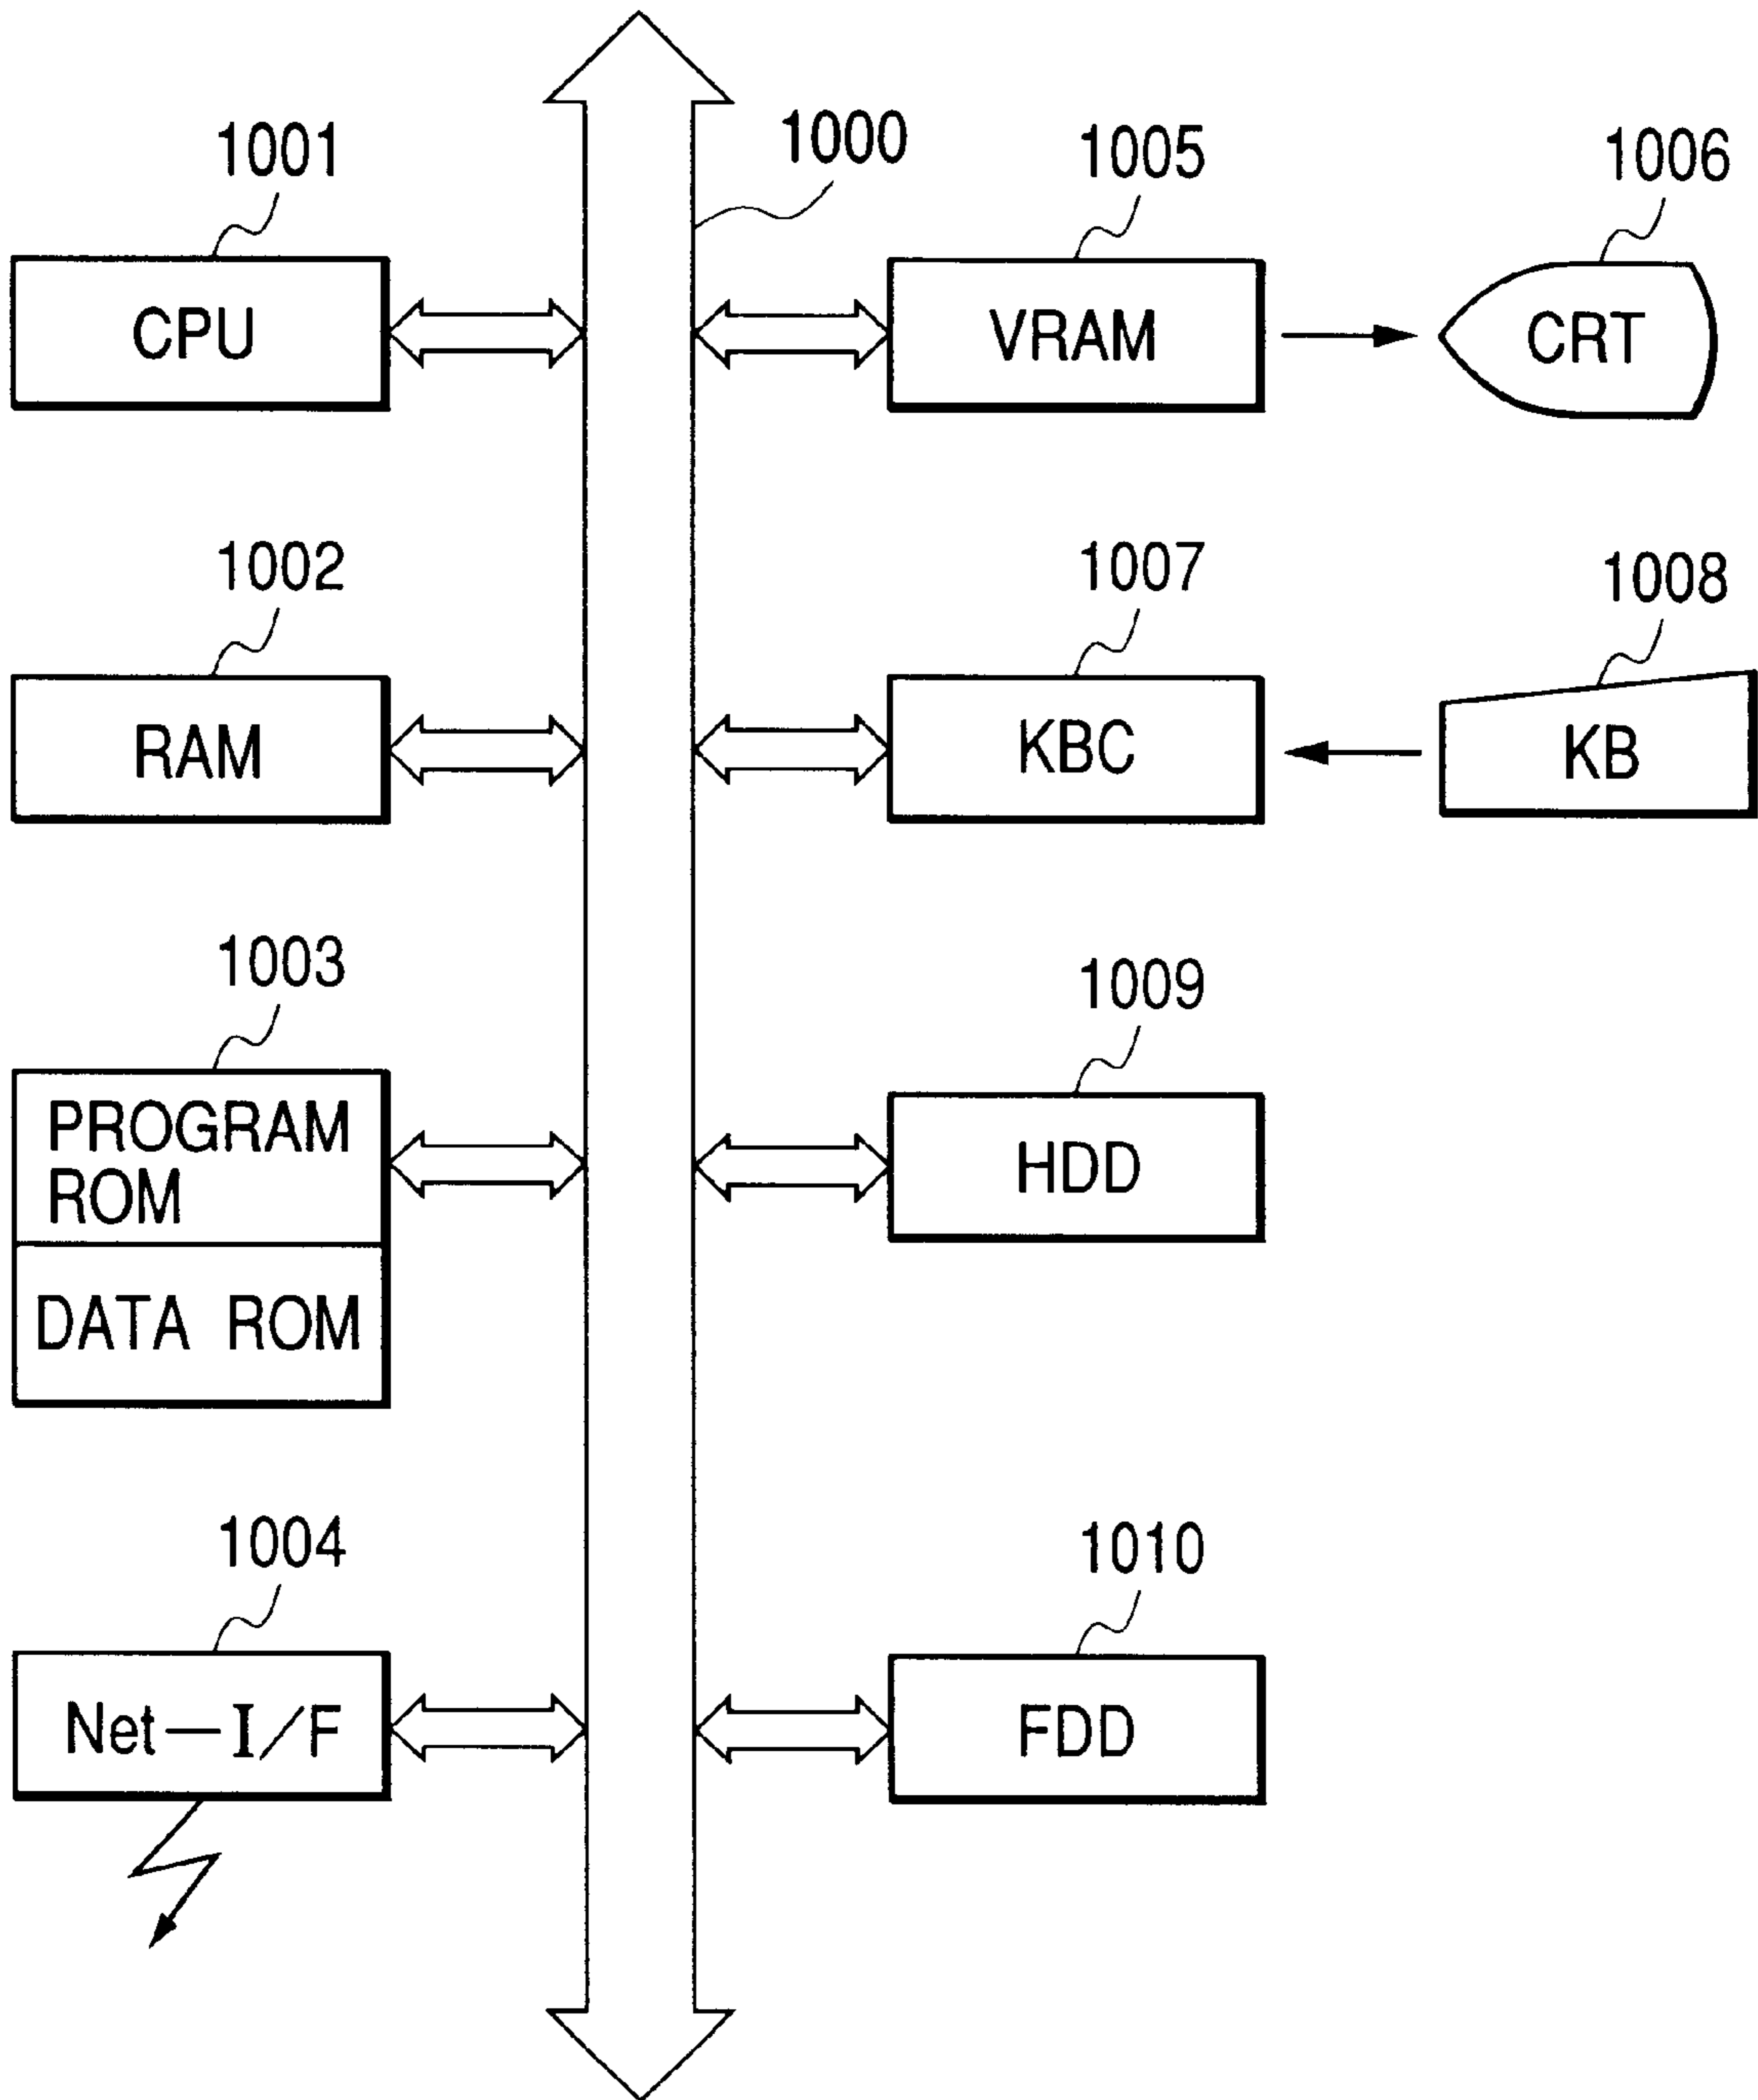 1000
1001
CPU
1005
VRAM
1006
CRT
1002
RAM
1007
KBC
1008
KB
1003
PROGRAM
ROM
DATA ROM
1009
HDD
1004
Net—I/F
1010
FDD